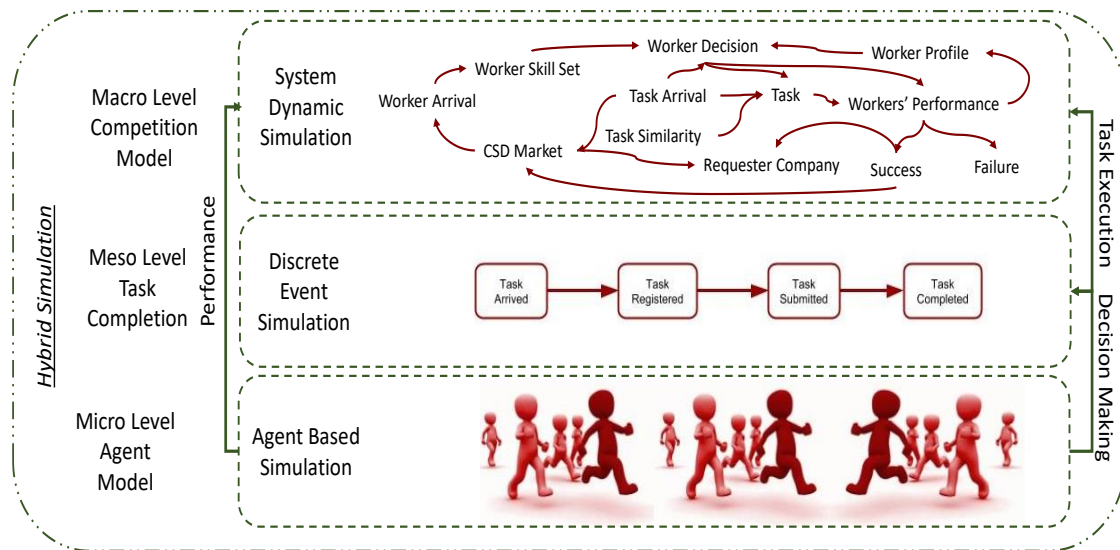 Hybrid Simulation
Macro Level
Competition
Model
Meso Level
Task
Completion
Micro Level
Agent
Model
Performance
System
Dynamic
Simulation
Worker Decision
Worker Profile
Worker Skill Set
Worker Arrival
Task Arrival
Task
Workers' Performance
Task Similarity
CSD Market
Requester Company
Success
Failure
Discrete
Event
Simulation
Task
Arrived
Task
Registered
Task
Submitted
Task
Completed
Agent Based
Simulation
Task Execution
Decision Making